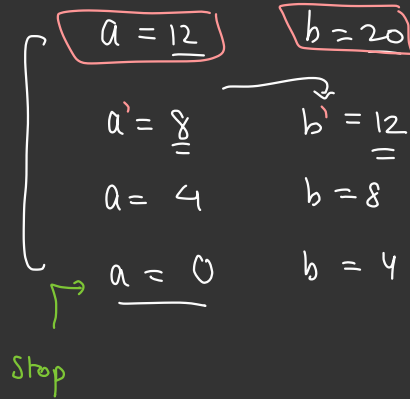 a = 12 b = 20
a' = 8 b' = 12
a = 4 b = 8
a = 0 b = 4
Stop